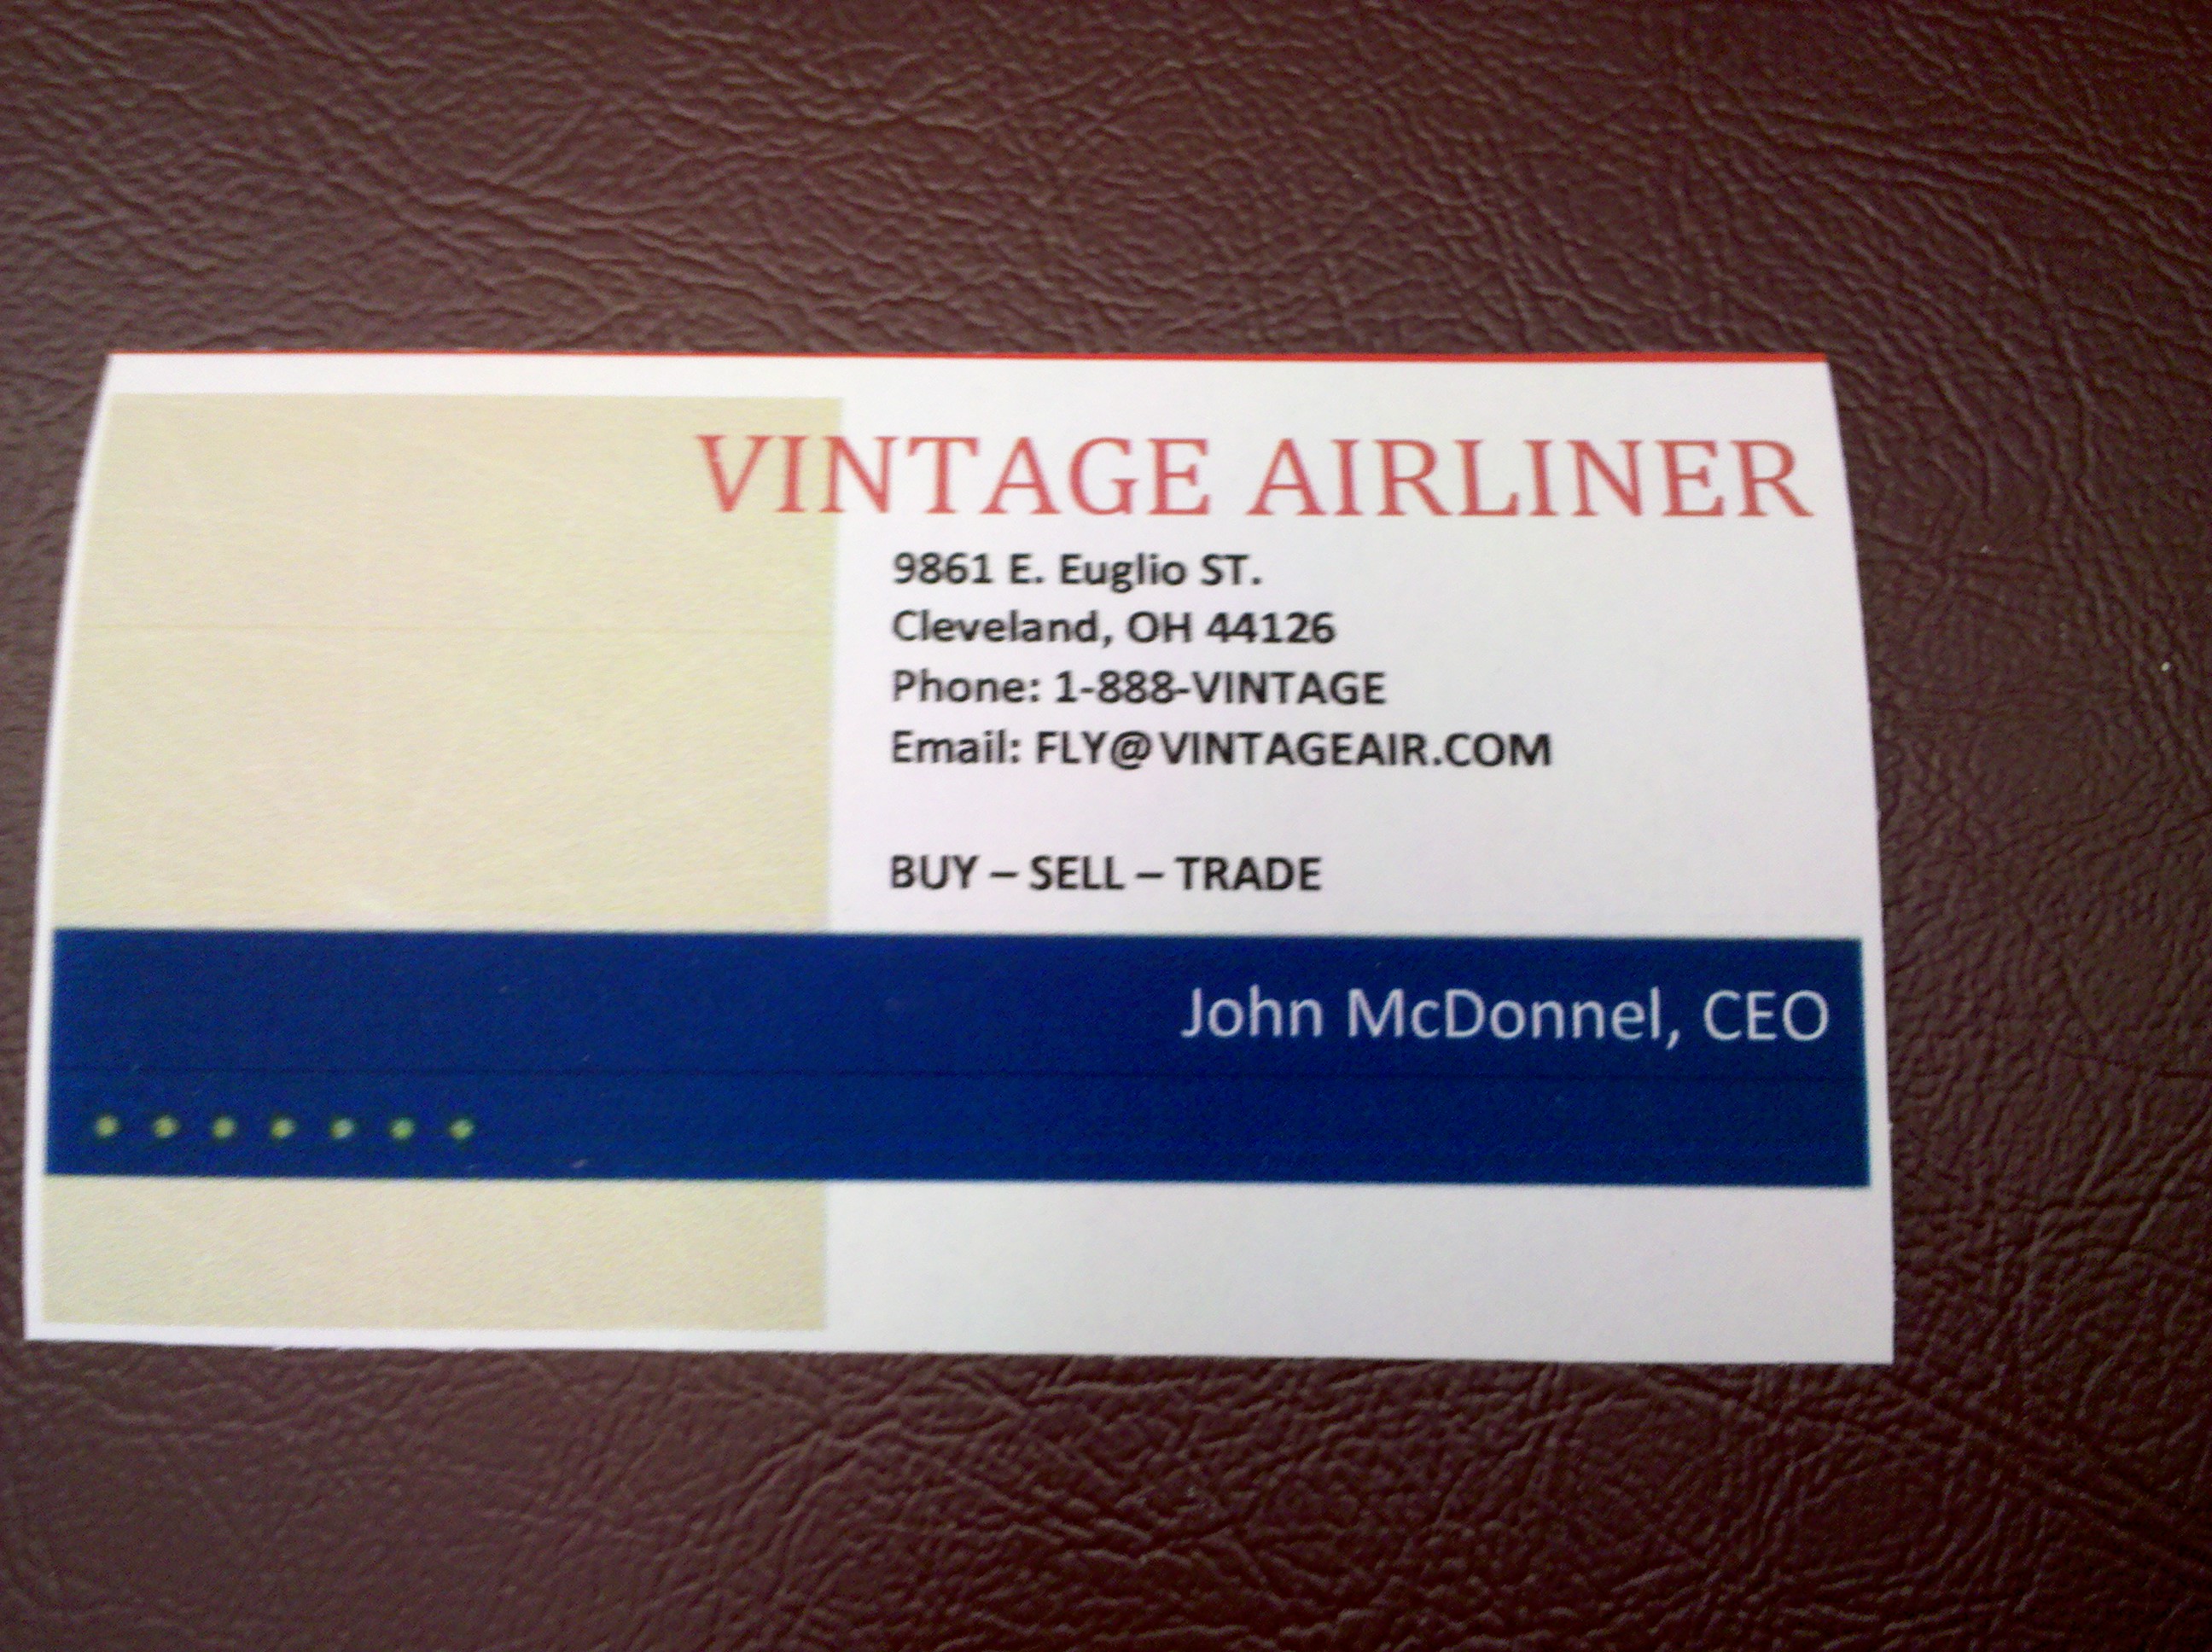 VINTAGE AIRLINER
9861 E. Euglio ST.
Cleveland, OH 44126
Phone: 1-888-VINTAGE
Email: FLY@VINTAGEAIR.COM
BUY – SELL – TRADE
John McDonnel, CEO